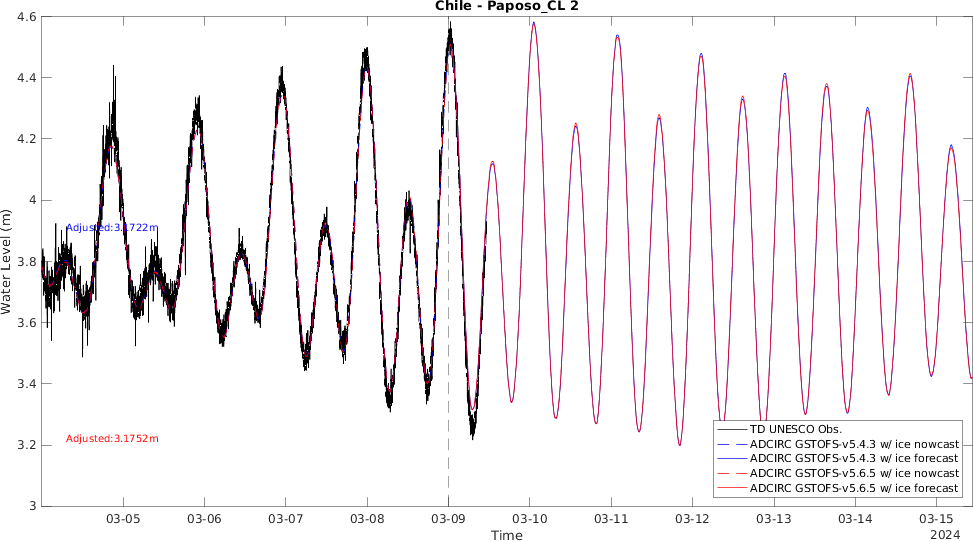 Chile - Paposo_CL 2
4.6
4.4
4.2
4
3.8
3.6
3.4
3.2
3
Water Level (m)
Adjusted:3.1722m
Adjusted:3.1752m
TD UNESCO Obs.
ADCIRC GSTOFS-v5.4.3 w/ ice nowcast
ADCIRC GSTOFS-v5.4.3 w/ ice forecast
ADCIRC GSTOFS-v5.6.5 w/ ice nowcast
ADCIRC GSTOFS-v5.6.5 w/ ice forecast
03-05 03-06 03-07 03-08 03-09 03-10 03-11 03-12 03-13 03-14 03-15
2024
Time